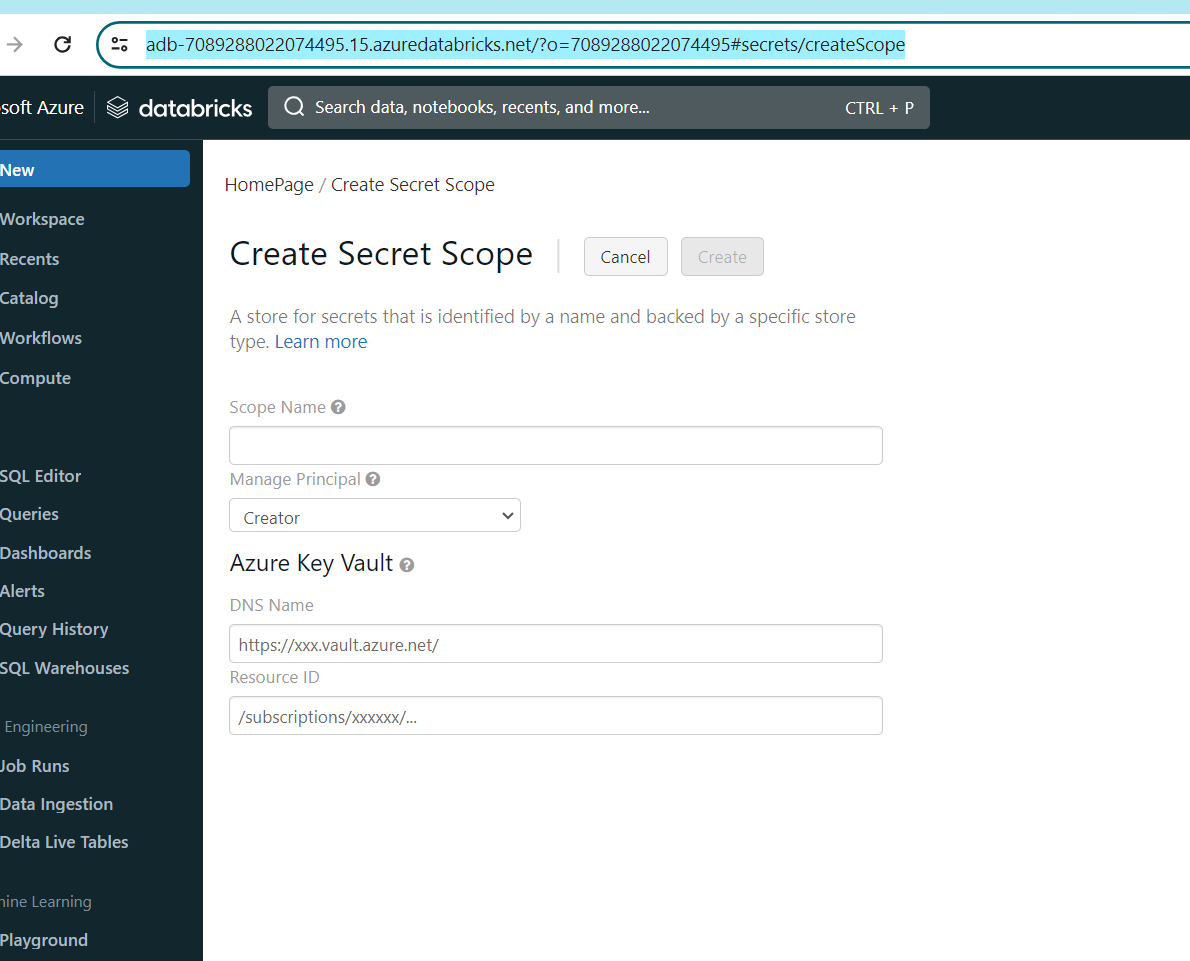 adb-7089288022074495.15.azuredatabricks.net/?o=7089288022074495#secrets/createScope
soft Azure databricks Search data, notebooks, recents, and more... CTRL + P
New
Workspace
Recents
Catalog
Workflows
Compute
SQL Editor
Queries
Dashboards
Alerts
Query History
SQL Warehouses
Engineering
Job Runs
Data Ingestion
Delta Live Tables
hine Learning
Playground
HomePage / Create Secret Scope
Create Secret Scope Cancel Create
A store for secrets that is identified by a name and backed by a specific store
type. Learn more
Scope Name ?
Manage Principal ?
Creator
Azure Key Vault ?
DNS Name
https://xxx.vault.azure.net/
Resource ID
/subscriptions/xxxxxx/...